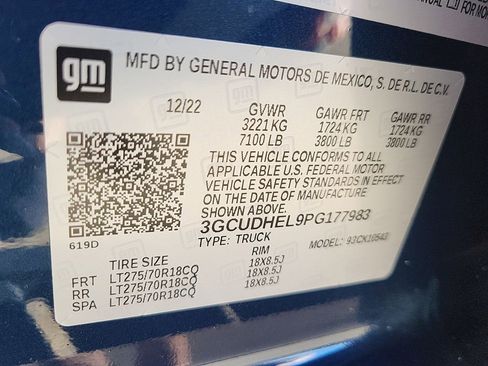 gm
MFD BY GENERAL MOTORS DE MEXICO, S. DE R.L. DE C.V.
12/22 GVWR GAWR FRT GAWR RR
3221 KG 1724 KG 1724 KG
7100 LB 3800 LB 3800 LB
THIS VEHICLE CONFORMS TO ALL
APPLICABLE U.S. FEDERAL MOTOR
VEHICLE SAFETY STANDARDS IN EFFECT
ON THE DATE OF MANUFACTURE
SHOWN ABOVE.
619D 3GCUDHEL9PG177983
TYPE: TRUCK MODEL: 93CK10543
TIRE SIZE RIM
FRT LT275/70R18CQ 18X8.5J
RR LT275/70R18CQ 18X8.5J
SPA LT275/70R18CQ 18X8.5J